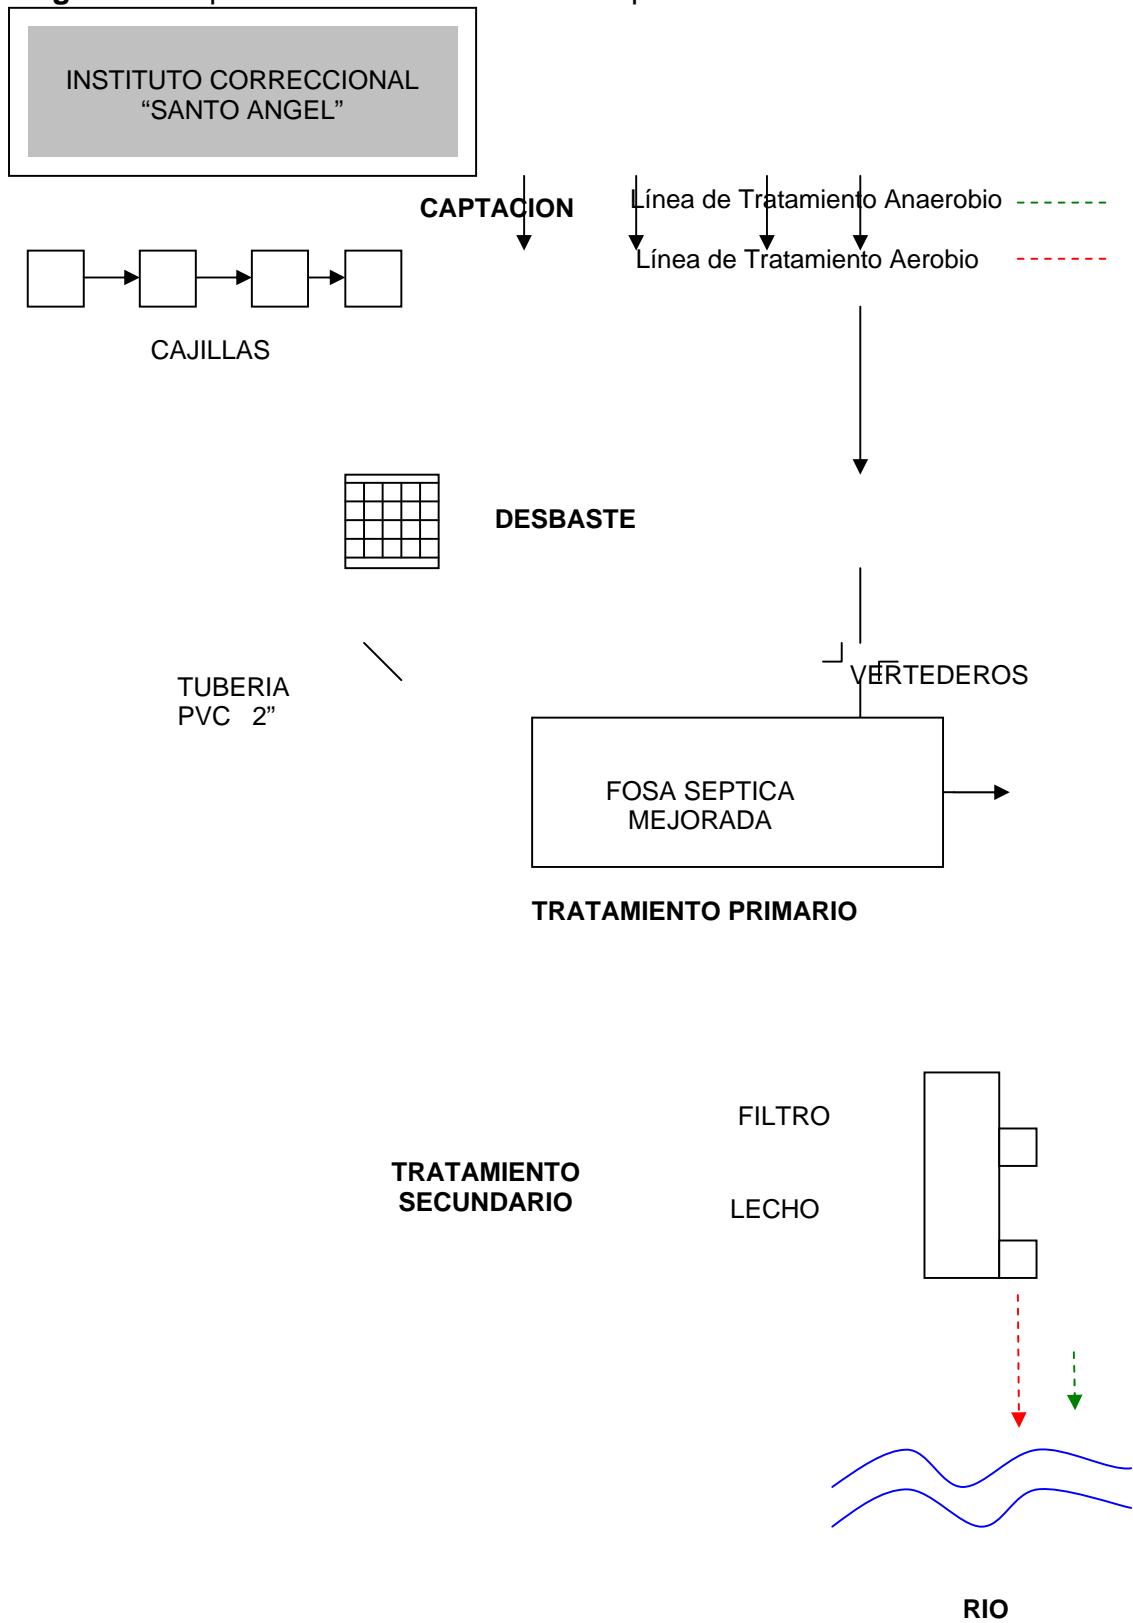 INSTITUTO CORRECCIONAL
“SANTO ANGEL”
CAPTACION
Línea de Tratamiento Anaerobio
Línea de Tratamiento Aerobio
CAJILLAS
DESBASTE
VERTEDEROS
TUBERIA
PVC 2”
FOSA SEPTICA
MEJORADA
TRATAMIENTO PRIMARIO
FILTRO
TRATAMIENTO
SECUNDARIO
LECHO
RIO